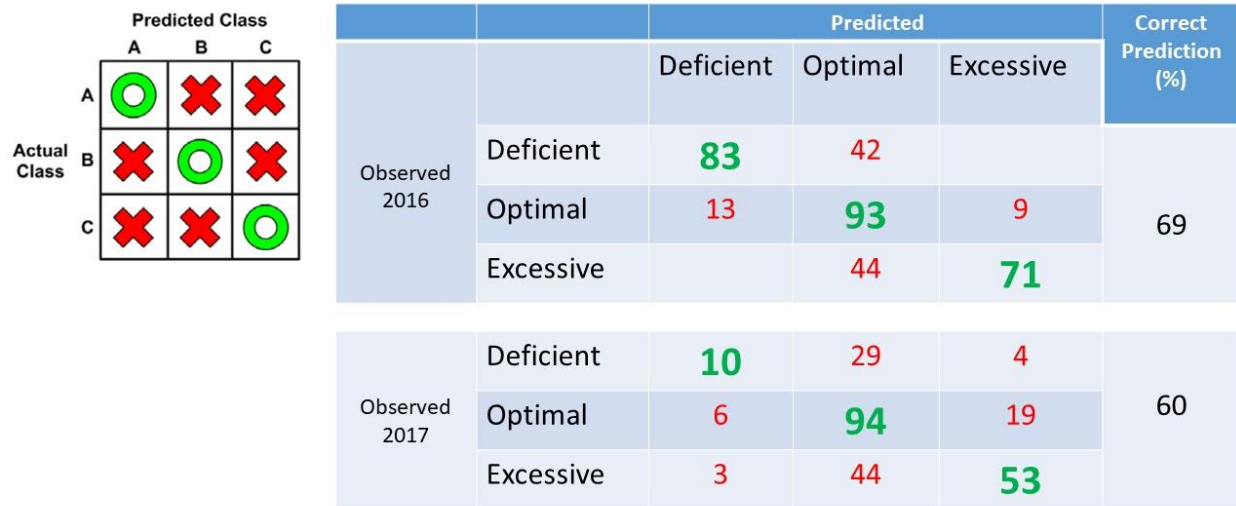 Predicted Class
A B C
Actual Class
A
B
C
Predicted
Correct Prediction (%)
Deficient Optimal Excessive
Observed 2016
Deficient 83 42
Optimal 13 93 9
69
Excessive 44 71
Observed 2017
Deficient 10 29 4
Optimal 6 94 19
60
Excessive 3 44 53